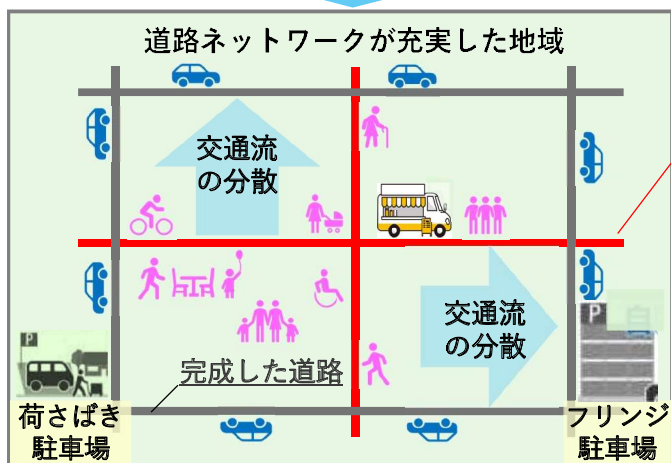 道路ネットワークが充実した地域
交通流
の分散
交通流
の分散
完成した道路
P
荷さばき
駐車場
P
フリンジ
駐車場